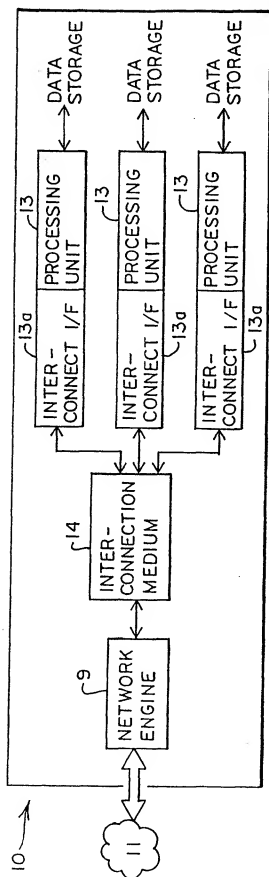 10
11
9
NETWORK
ENGINE
14
INTER-
CONNECTION
MEDIUM
13a
13
INTER-
CONNECT I/F
PROCESSING
UNIT
DATA
STORAGE
13
INTER-
CONNECT I/F
PROCESSING
UNIT
13a
DATA
STORAGE
13
INTER-
CONNECT I/F
PROCESSING
UNIT
13a
DATA
STORAGE